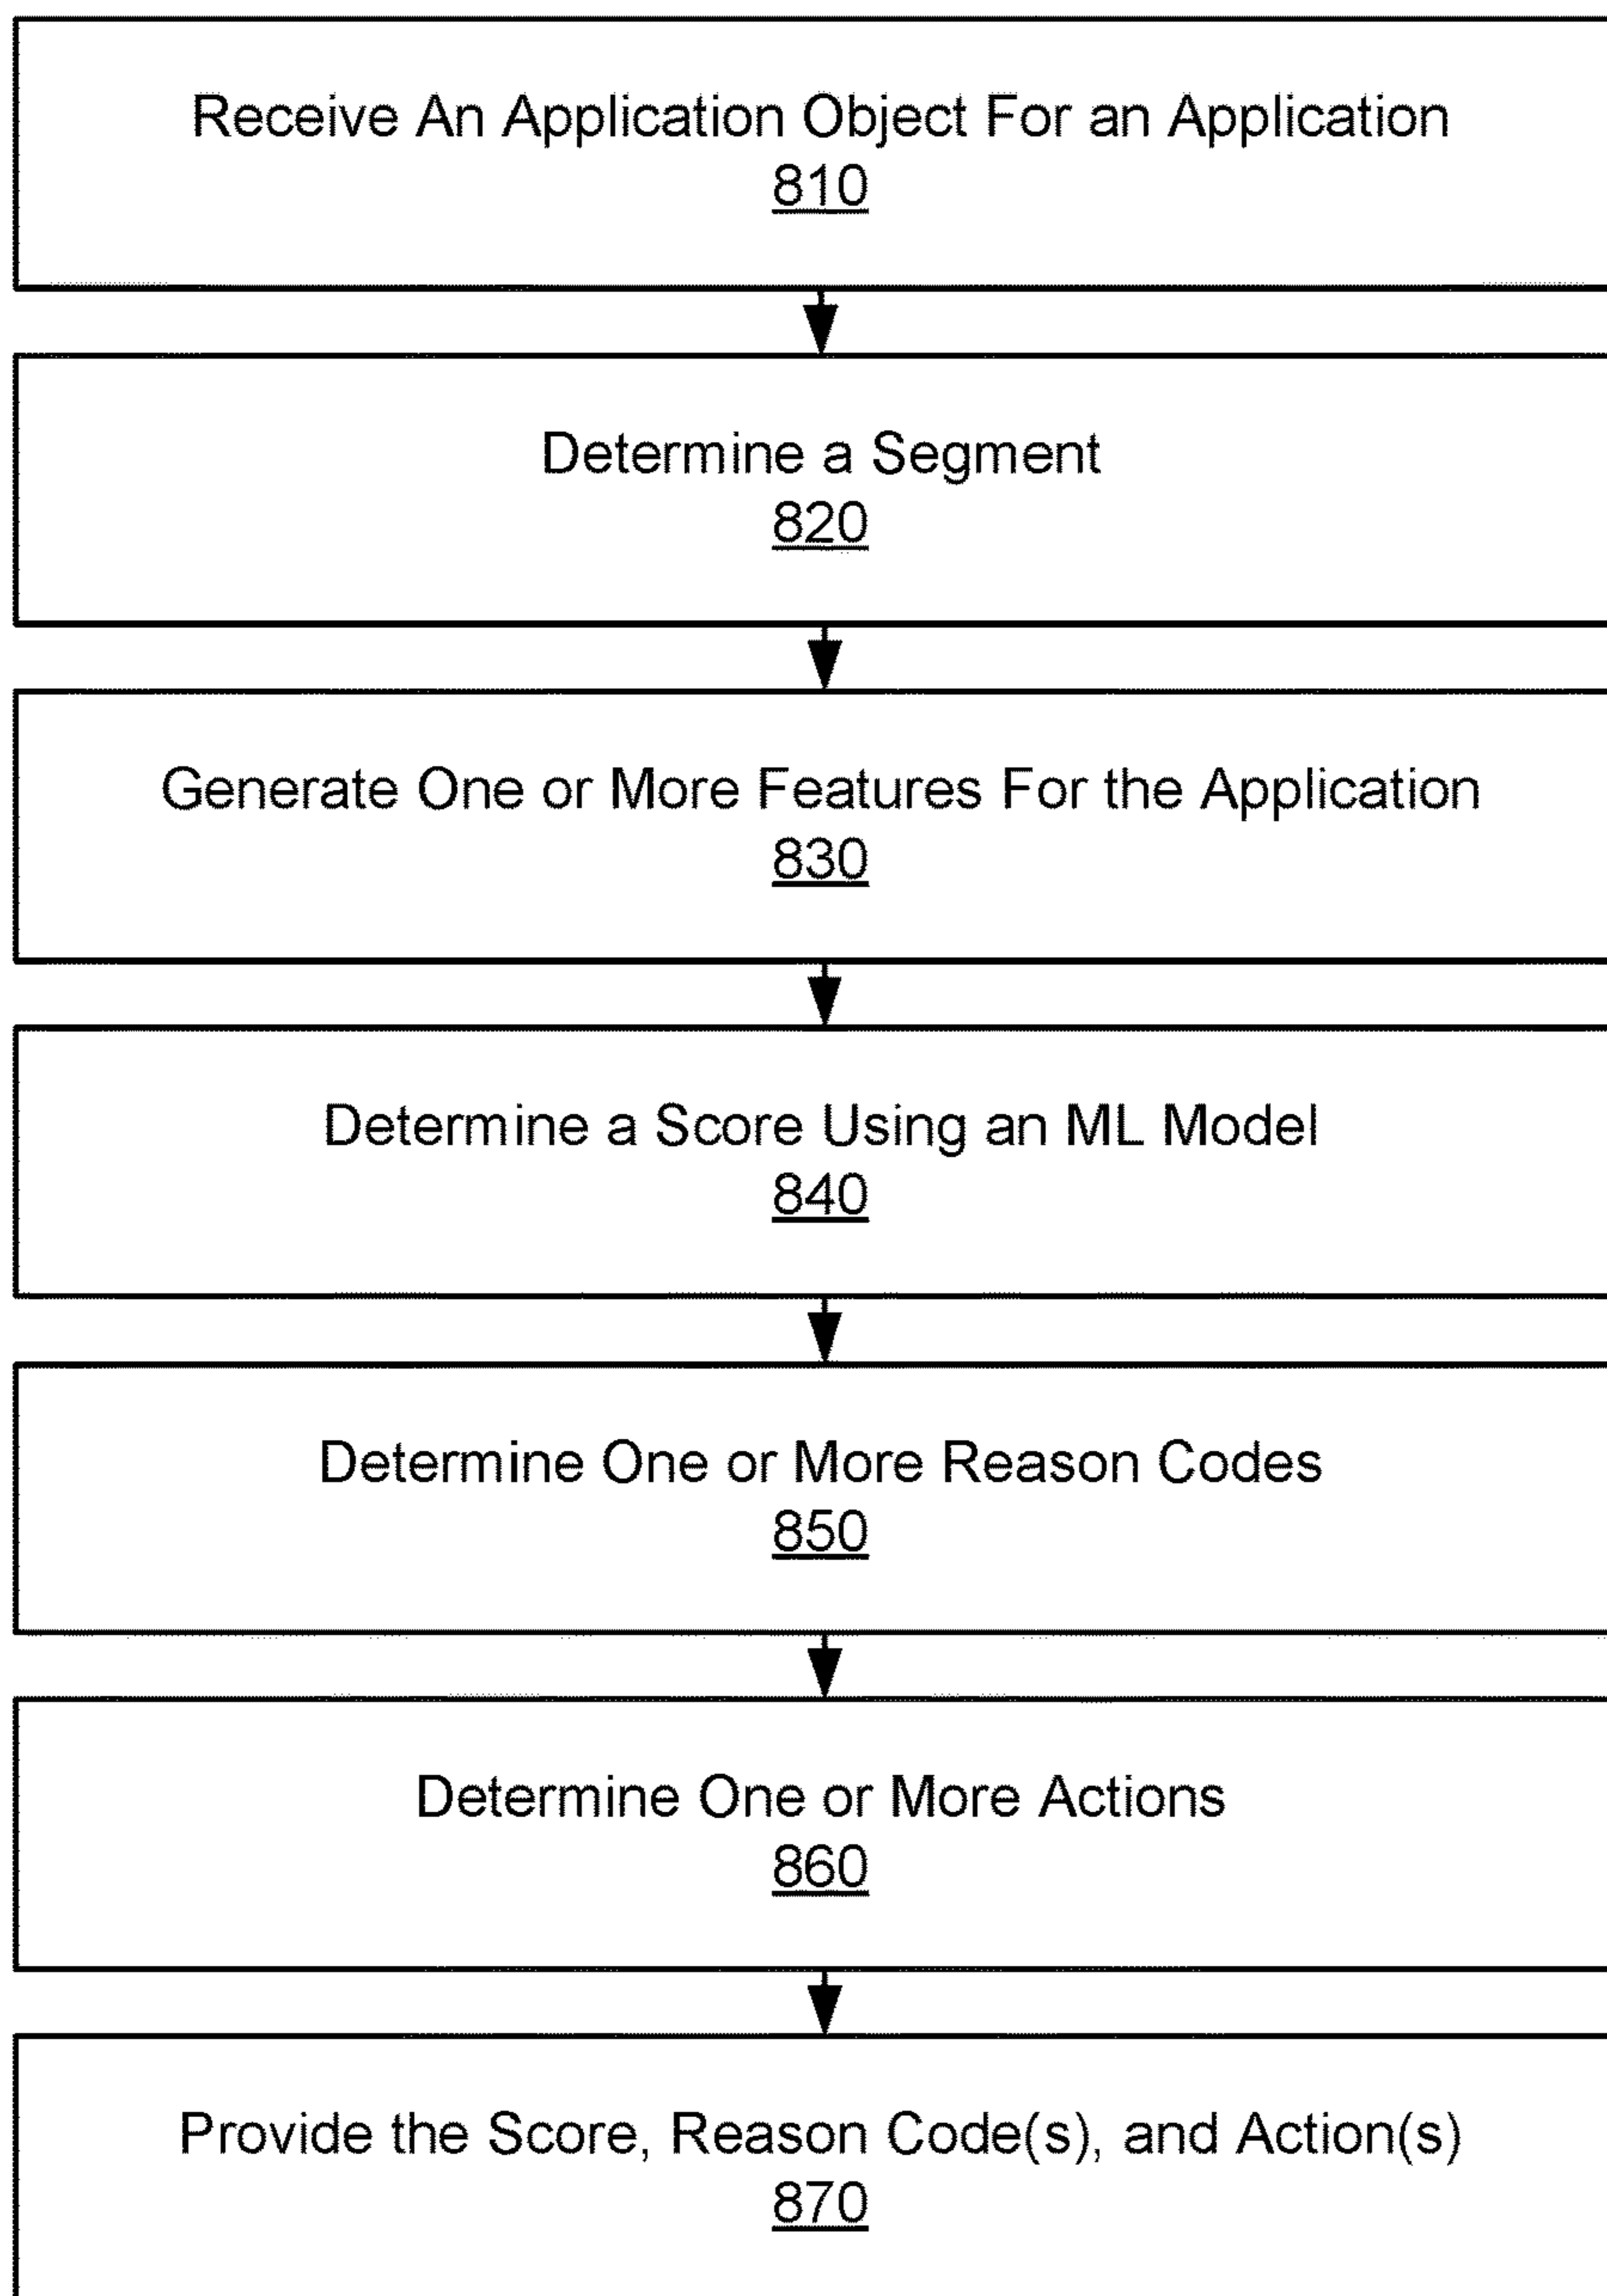 Receive An Application Object For an Application
810
Determine a Segment
820
Generate One or More Features For the Application
830
Determine a Score Using an ML Model
840
Determine One or More Reason Codes
850
Determine One or More Actions
860
Provide the Score, Reason Code(s), and Action(s)
870